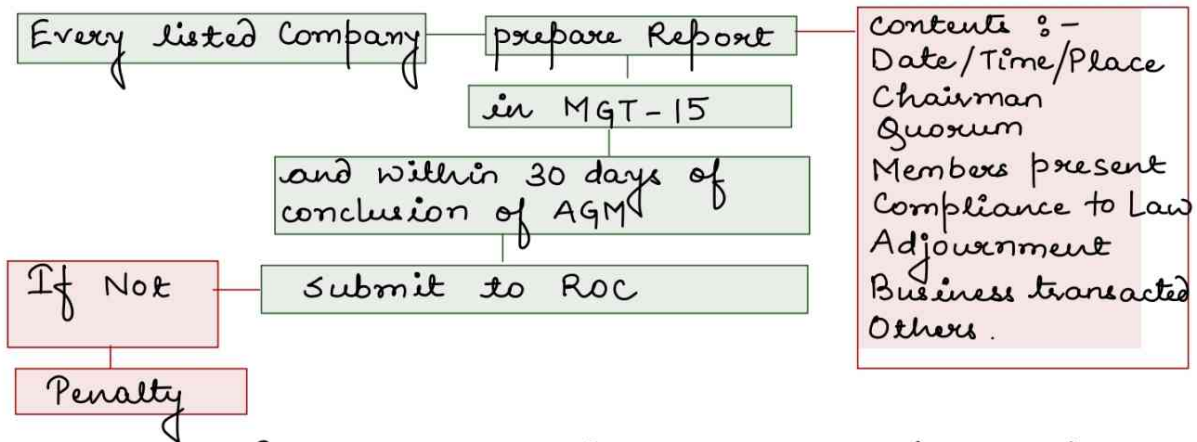 Every listed Company
prepare Report
in MGT-15
and within 30 days of
conclusion of AGM
submit to ROC
If Not
Penalty
contents :-
Date/Time/Place
Chairman
Quorum
Members present
Compliance to Law
Adjournment
Business transacted
Others.